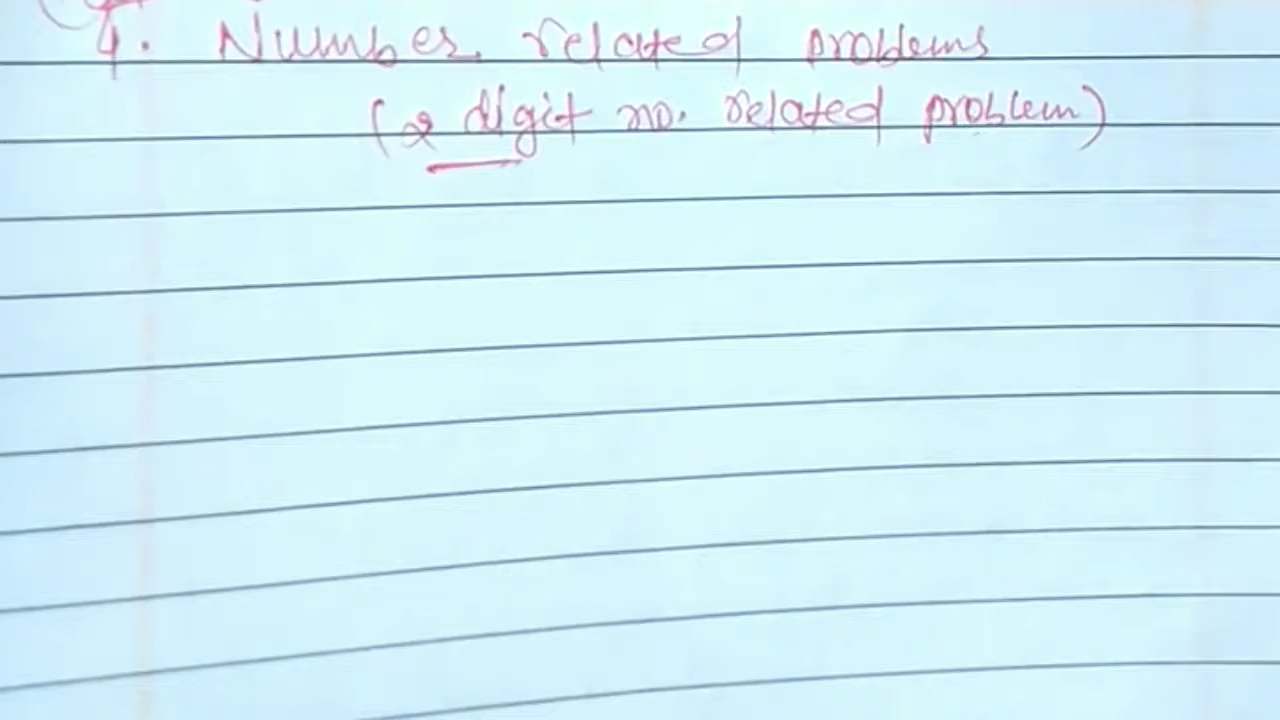 4. Number related problems
(2 digit no. related problem)